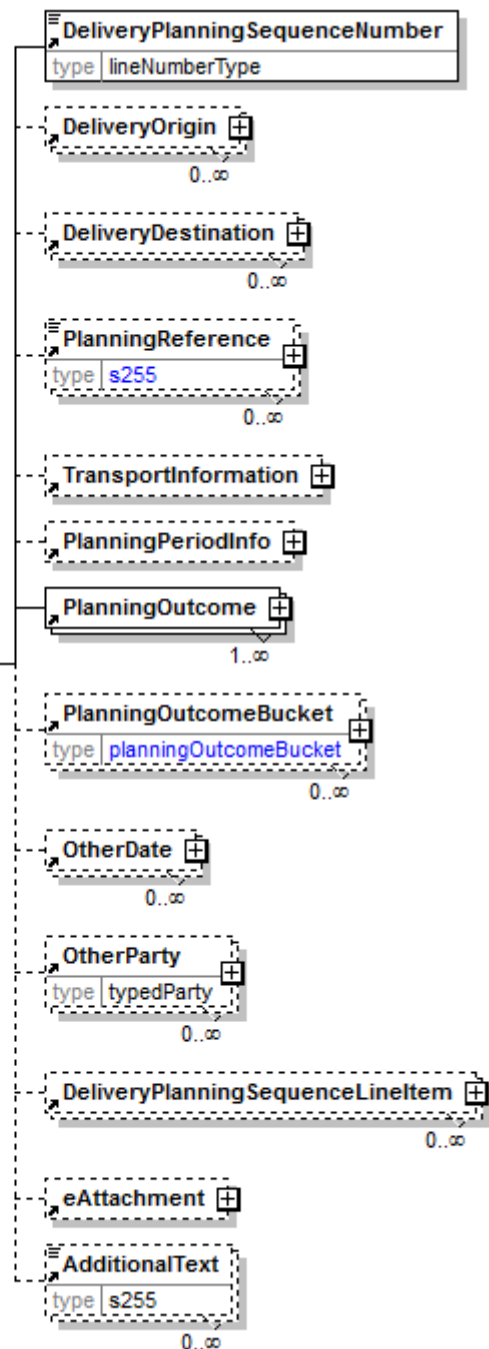 DeliveryPlanningSequenceNumber
type lineNumberType
DeliveryOrigin
0..∞
DeliveryDestination
0..∞
PlanningReference
type s255
0..∞
TransportInformation
PlanningPeriodInfo
PlanningOutcome
1..∞
PlanningOutcomeBucket
type planningOutcomeBucket
0..∞
OtherDate
0..∞
OtherParty
type typedParty
0..∞
DeliveryPlanningSequenceLineItem
0..∞
eAttachment
AdditionalText
type s255
0..∞